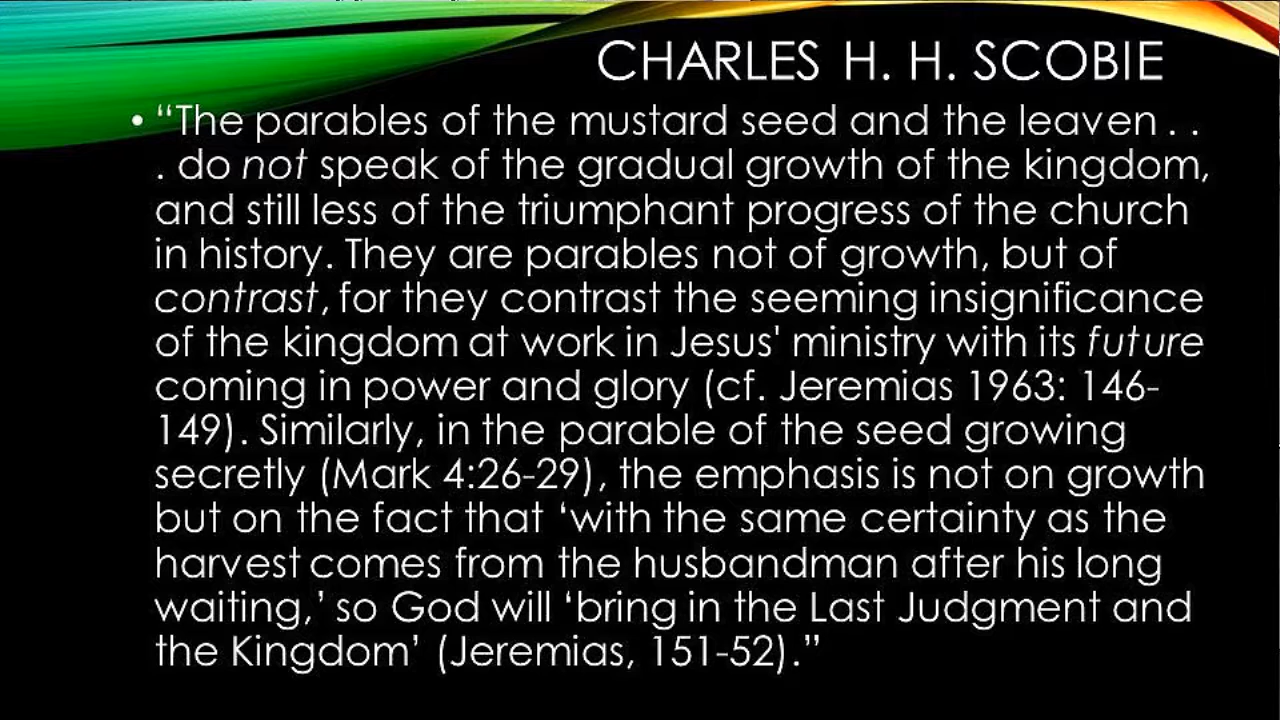 CHARLES H. H. SCOBIE
• “The parables of the mustard seed and the leaven . .
. do not speak of the gradual growth of the kingdom,
and still less of the triumphant progress of the church
in history. They are parables not of growth, but of
contrast, for they contrast the seeming insignificance
of the kingdom at work in Jesus' ministry with its future
coming in power and glory (cf. Jeremias 1963: 146-
149). Similarly, in the parable of the seed growing
secretly (Mark 4:26-29), the emphasis is not on growth
but on the fact that ‘with the same certainty as the
harvest comes from the husbandman after his long
waiting,’ so God will ‘bring in the Last Judgment and
the Kingdom’ (Jeremias, 151-52).”